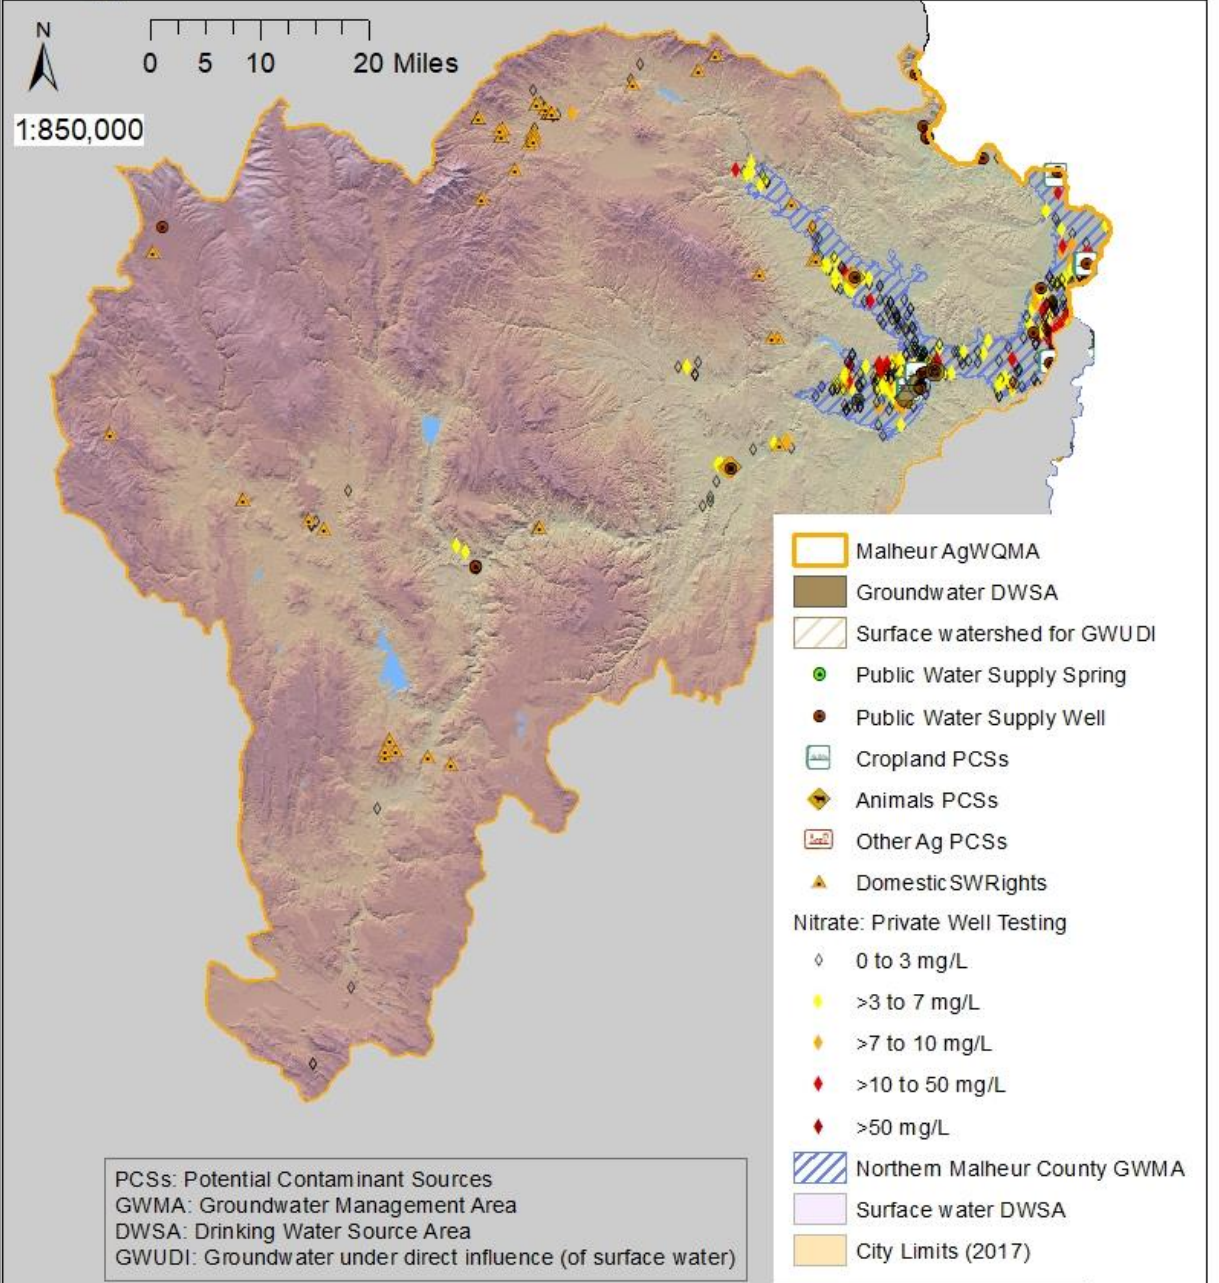 N
0 5 10 20 Miles
1:850,000
Malheur AgWQMA
Groundwater DWSA
Surface watershed for GWUDI
Public Water Supply Spring
Public Water Supply Well
Cropland PCSs
Animals PCSs
Other Ag PCSs
DomesticSWRights
Nitrate: Private Well Testing
0 to 3 mg/L
>3 to 7 mg/L
>7 to 10 mg/L
>10 to 50 mg/L
>50 mg/L
Northern Malheur County GWMA
Surface water DWSA
City Limits (2017)
PCSs: Potential Contaminant Sources
GWMA: Groundwater Management Area
DWSA: Drinking Water Source Area
GWUDI: Groundwater under direct influence (of surface water)